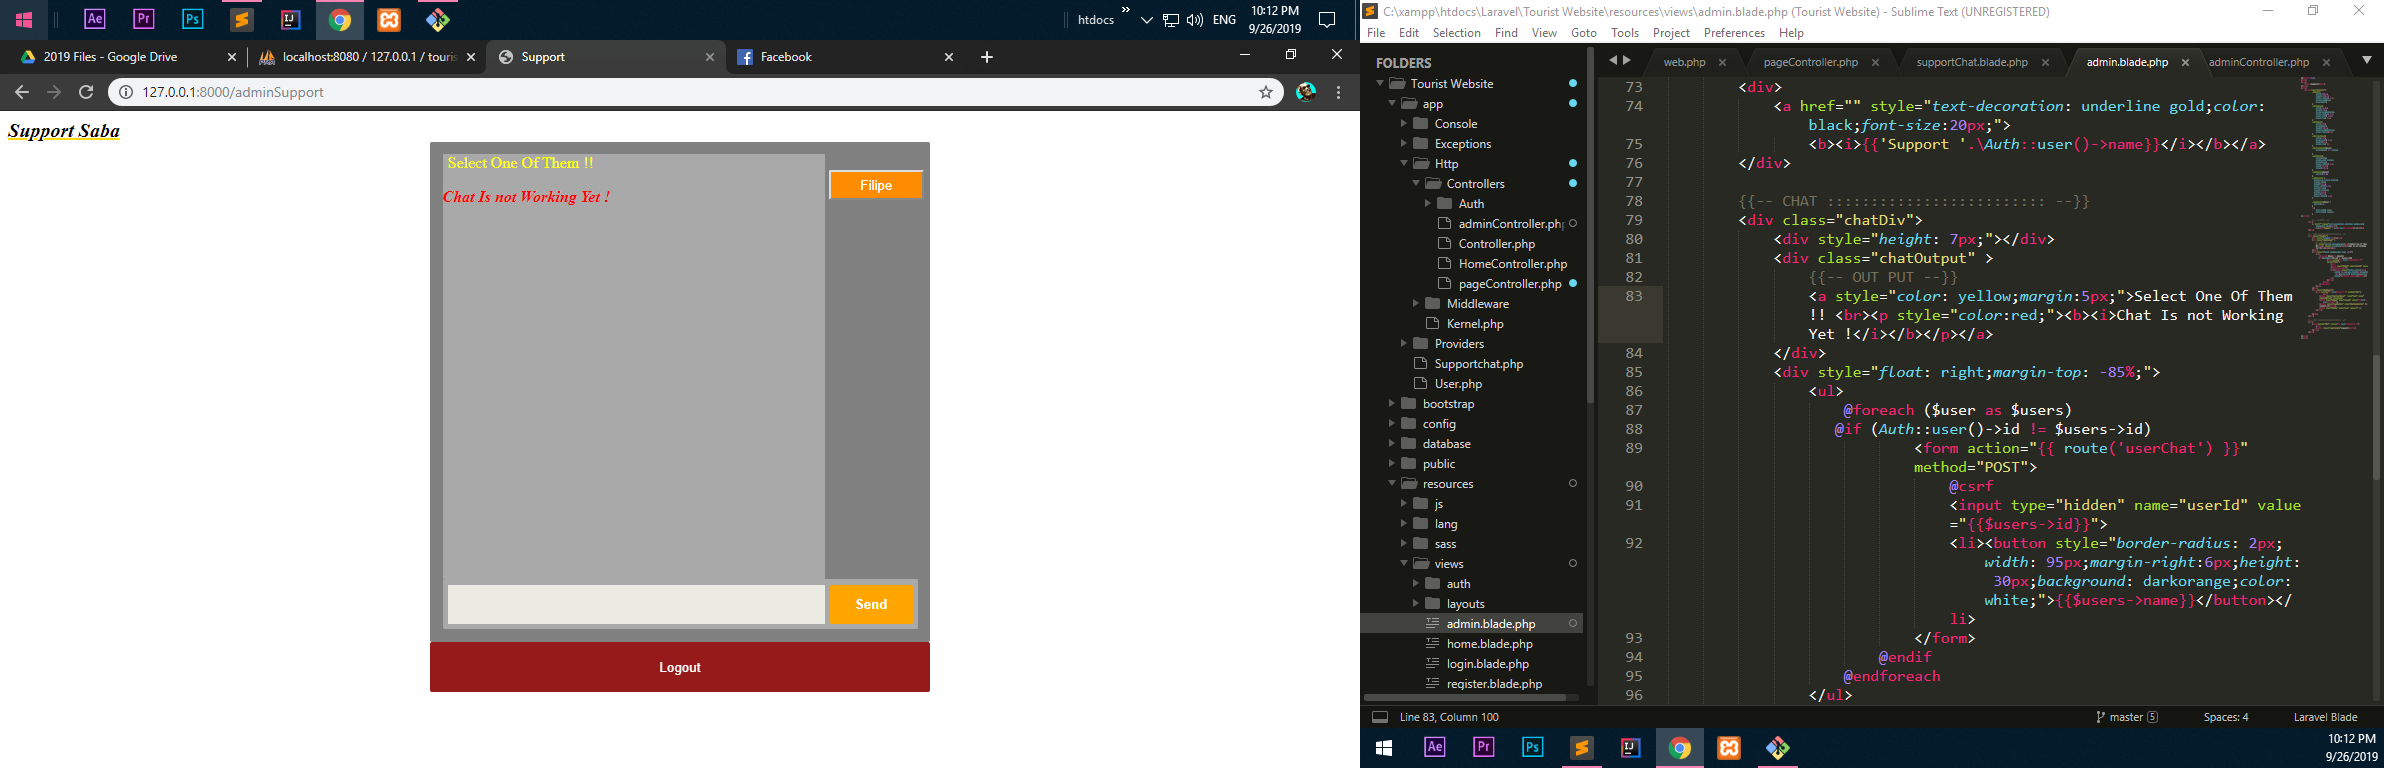 Ae Pr Ps IJ htdocs » ENG 10:12 PM
9/26/2019
2019 Files - Google Drive
localhost:8080 / 127.0.0.1 / touris
Support
Facebook
127.0.0.1:8000/adminSupport
Support Saba
Select One Of Them !!
Chat Is not Working Yet !
Filipe
Send
Logout
C:\xampp\htdocs\Laravel\Tourist Website\resources\views\admin.blade.php (Tourist Website) - Sublime Text (UNREGISTERED)
File Edit Selection Find View Goto Tools Project Preferences Help
FOLDERS
Tourist Website
app
Console
Exceptions
Http
Controllers
Auth
adminController.php
Controller.php
HomeController.php
pageController.php
Middleware
Kernel.php
Providers
Supportchat.php
User.php
bootstrap
config
database
public
resources
js
lang
sass
views
auth
layouts
admin.blade.php
home.blade.php
login.blade.php
register.blade.php
web.php pageController.php supportChat.blade.php admin.blade.php adminController.php
73 <div>
74 <a href="" style="text-decoration: underline gold;color:
black;font-size:20px;">
75 <b><i>{{'Support '.\Auth::user()->name}}</i></b></a>
76 </div>
77
78 {{-- CHAT ::::::::::::::::::::::::: --}}
79 <div class="chatDiv">
80 <div style="height: 7px;"></div>
81 <div class="chatOutput" >
82 {{-- OUT PUT --}}
83 <a style="color: yellow;margin:5px;">Select One Of Them
!! <br><p style="color:red;"><b><i>Chat Is not Working
Yet !</i></b></p></a>
84 </div>
85 <div style="float: right;margin-top: -85%;">
86 <ul>
87 @foreach ($user as $users)
88 @if (Auth::user()->id != $users->id)
89 <form action="{{ route('userChat') }}"
method="POST">
90 @csrf
91 <input type="hidden" name="userId" value
="{{$users->id}}">
92 <li><button style="border-radius: 2px;
width: 95px;margin-right:6px;height:
30px;background: darkorange;color:
white;">{{$users->name}}</button></
li>
93 </form>
94 @endif
95 @endforeach
96 </ul>
Line 83, Column 100 master 5 Spaces: 4 Laravel Blade
Ae Pr Ps IJ 10:12 PM
9/26/2019